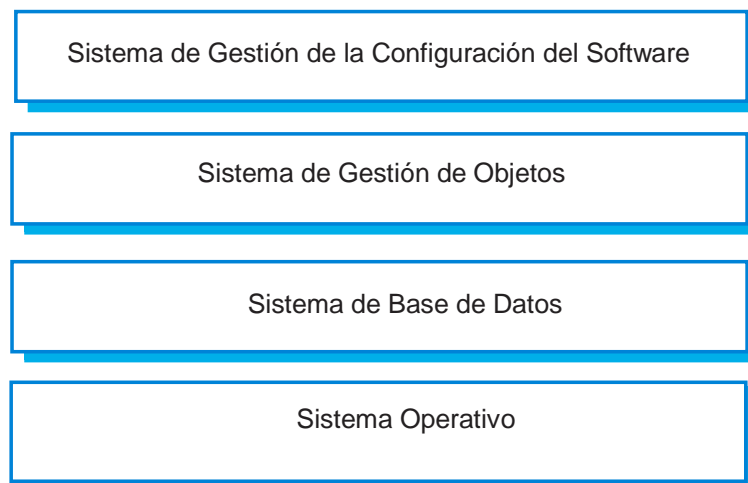 Sistema de Gestión de la Configuración del Software
Sistema de Gestión de Objetos
Sistema de Base de Datos
Sistema Operativo